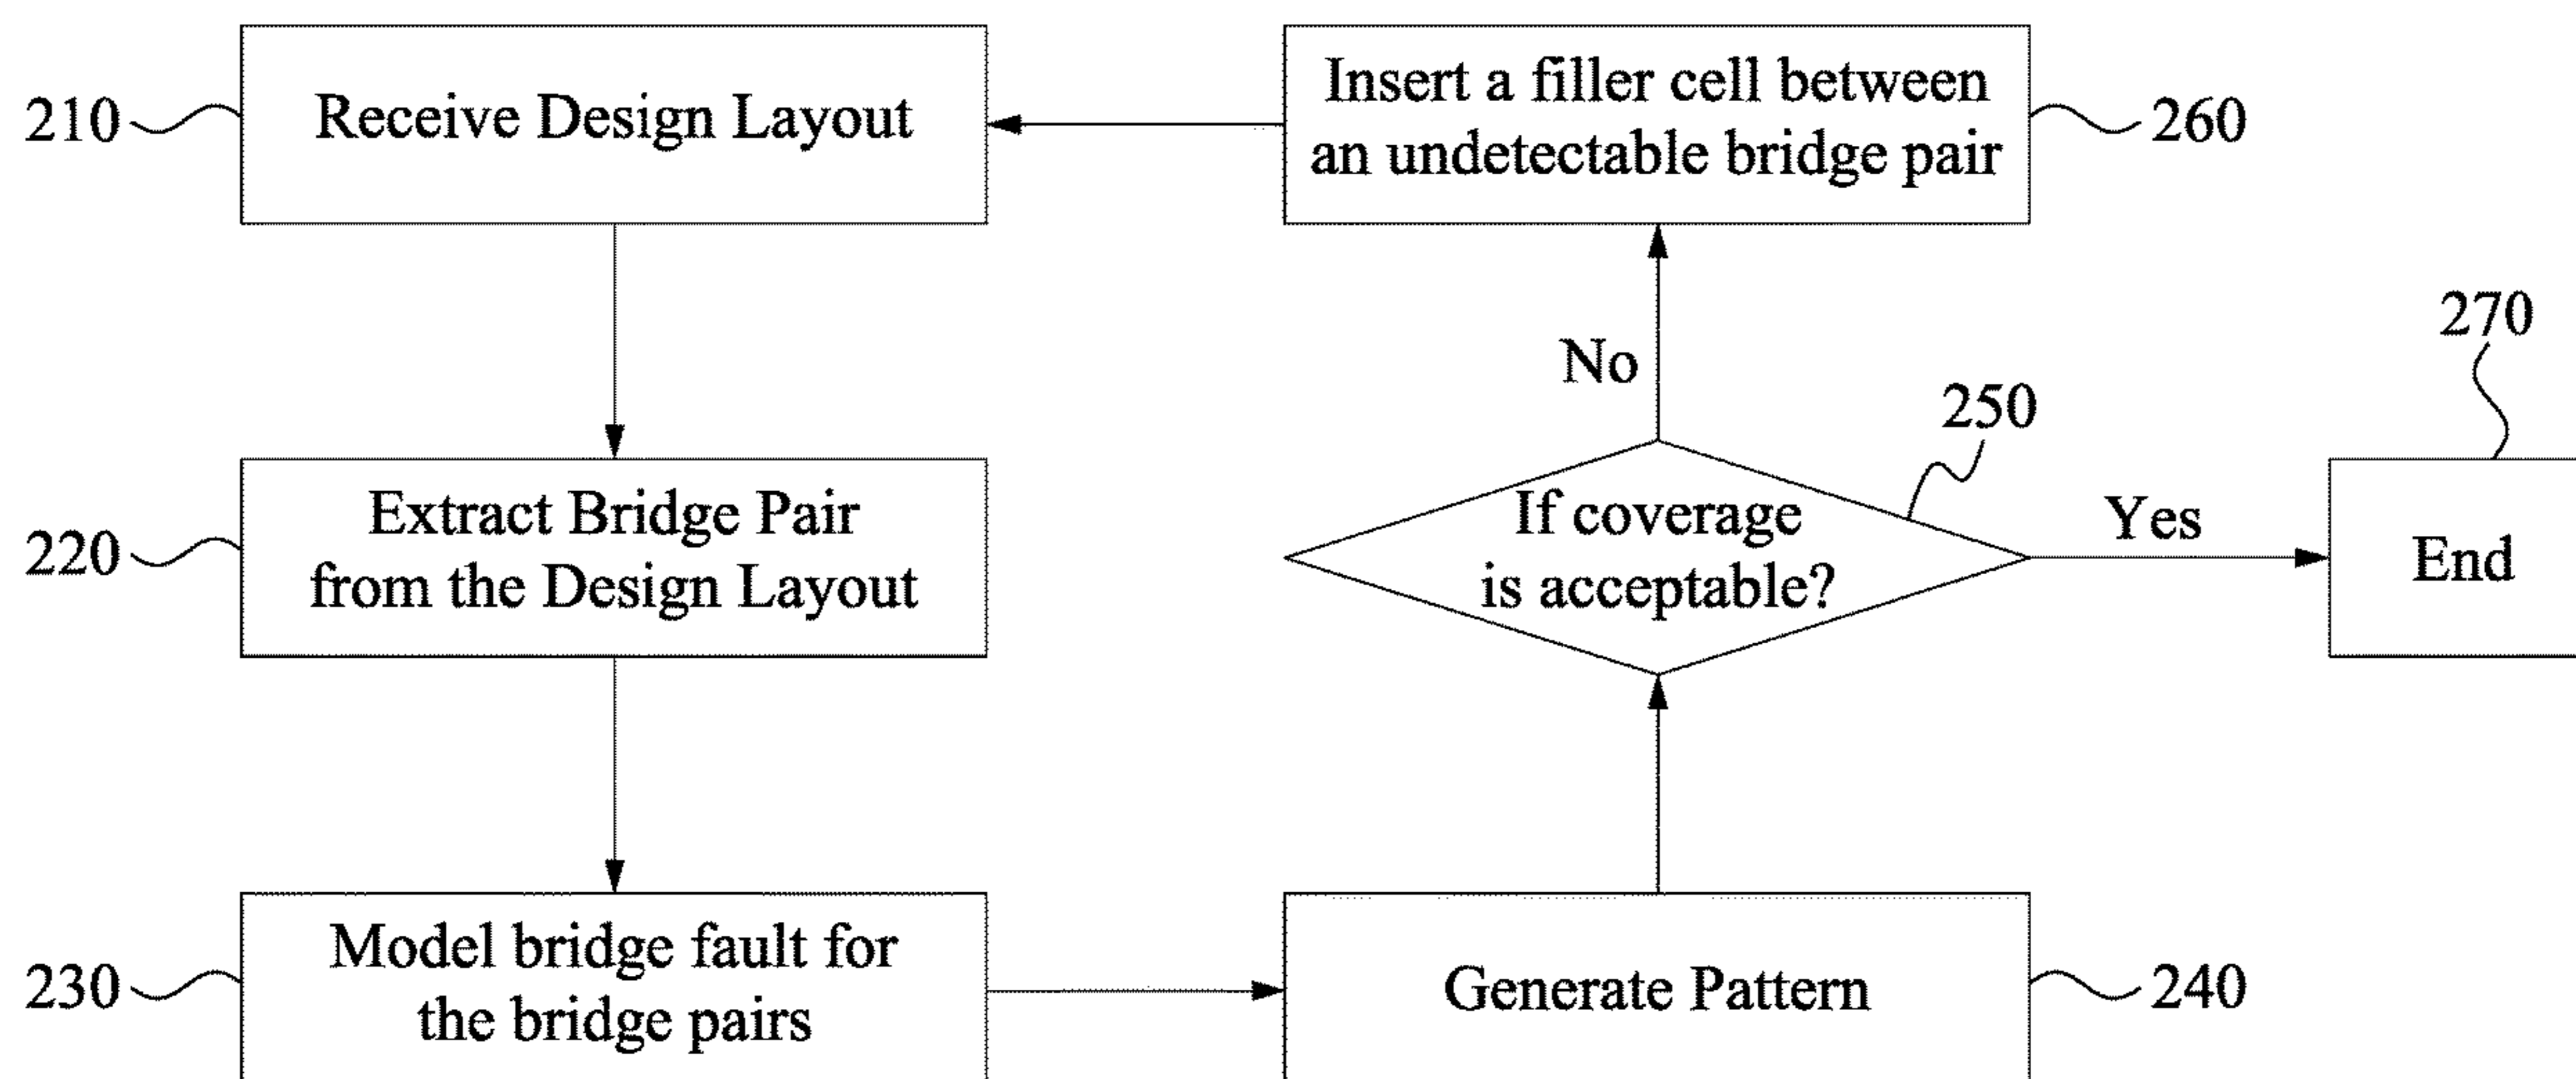 210
Receive Design Layout
Insert a filler cell between
an undetectable bridge pair
260
270
No
250
220
Extract Bridge Pair
from the Design Layout
If coverage
is acceptable?
Yes
End
230
Model bridge fault for
the bridge pairs
Generate Pattern
240